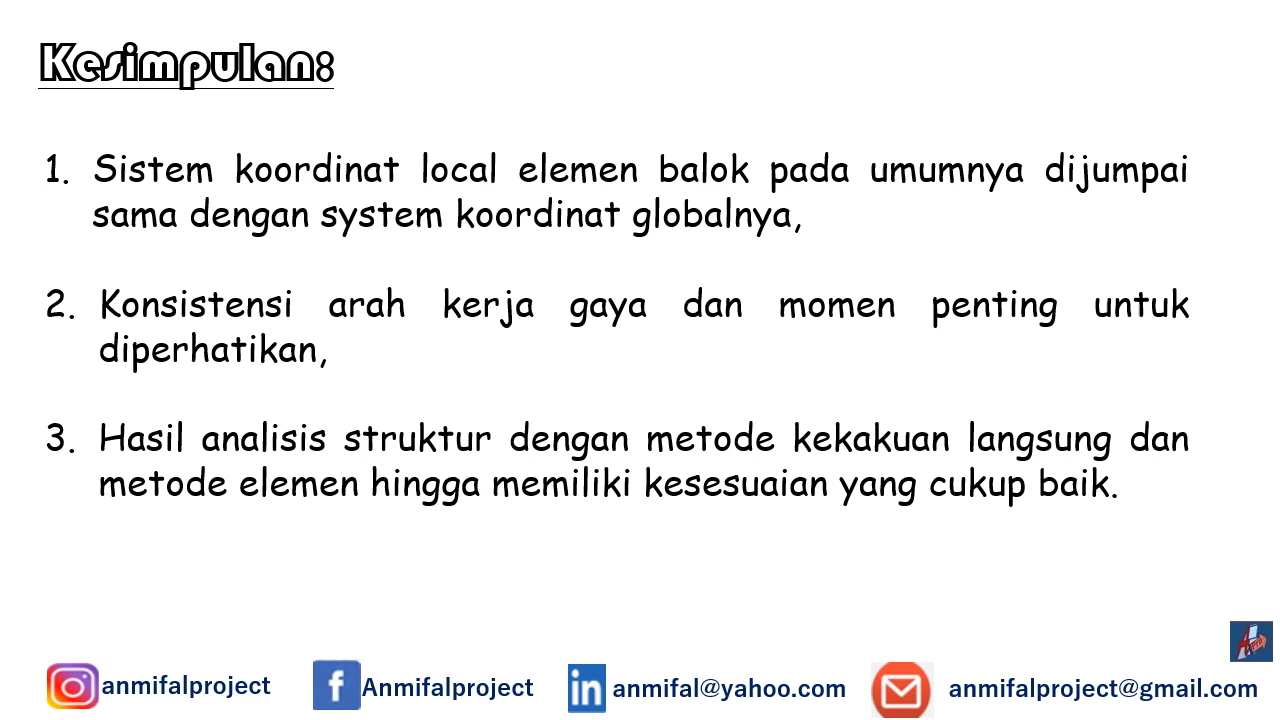 Kesimpulan:
1. Sistem koordinat local elemen balok pada umumnya dijumpai
sama dengan system koordinat globalnya,
2. Konsistensi arah kerja gaya dan momen penting untuk
diperhatikan,
3. Hasil analisis struktur dengan metode kekakuan langsung dan
metode elemen hingga memiliki kesesuaian yang cukup baik.
anmifalproject Anmifalproject anmifal@yahoo.com anmifalproject@gmail.com